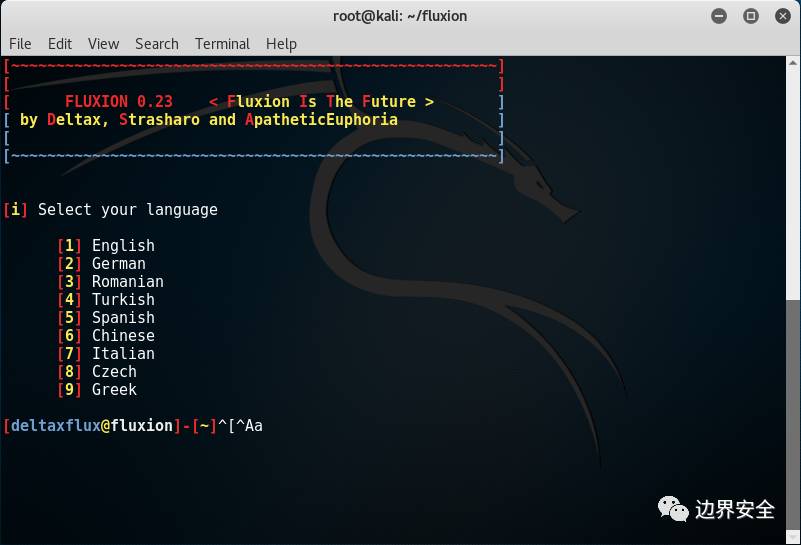 root@kali: ~/fluxion
File Edit View Search Terminal Help
[~~~~~~~~~~~~~~~~~~~~~~~~~~~~~~~~~~~~~~~~~~~~~~~~~~~~~~]
[ ]
[ FLUXION 0.23 < Fluxion Is The Future > ]
[ by Deltax, Strasharo and ApatheticEuphoria ]
[ ]
[~~~~~~~~~~~~~~~~~~~~~~~~~~~~~~~~~~~~~~~~~~~~~~~~~~~~~~]
[i] Select your language
[1] English
[2] German
[3] Romanian
[4] Turkish
[5] Spanish
[6] Chinese
[7] Italian
[8] Czech
[9] Greek
[deltaxflux@fluxion]-[~]^[^Aa
边界安全